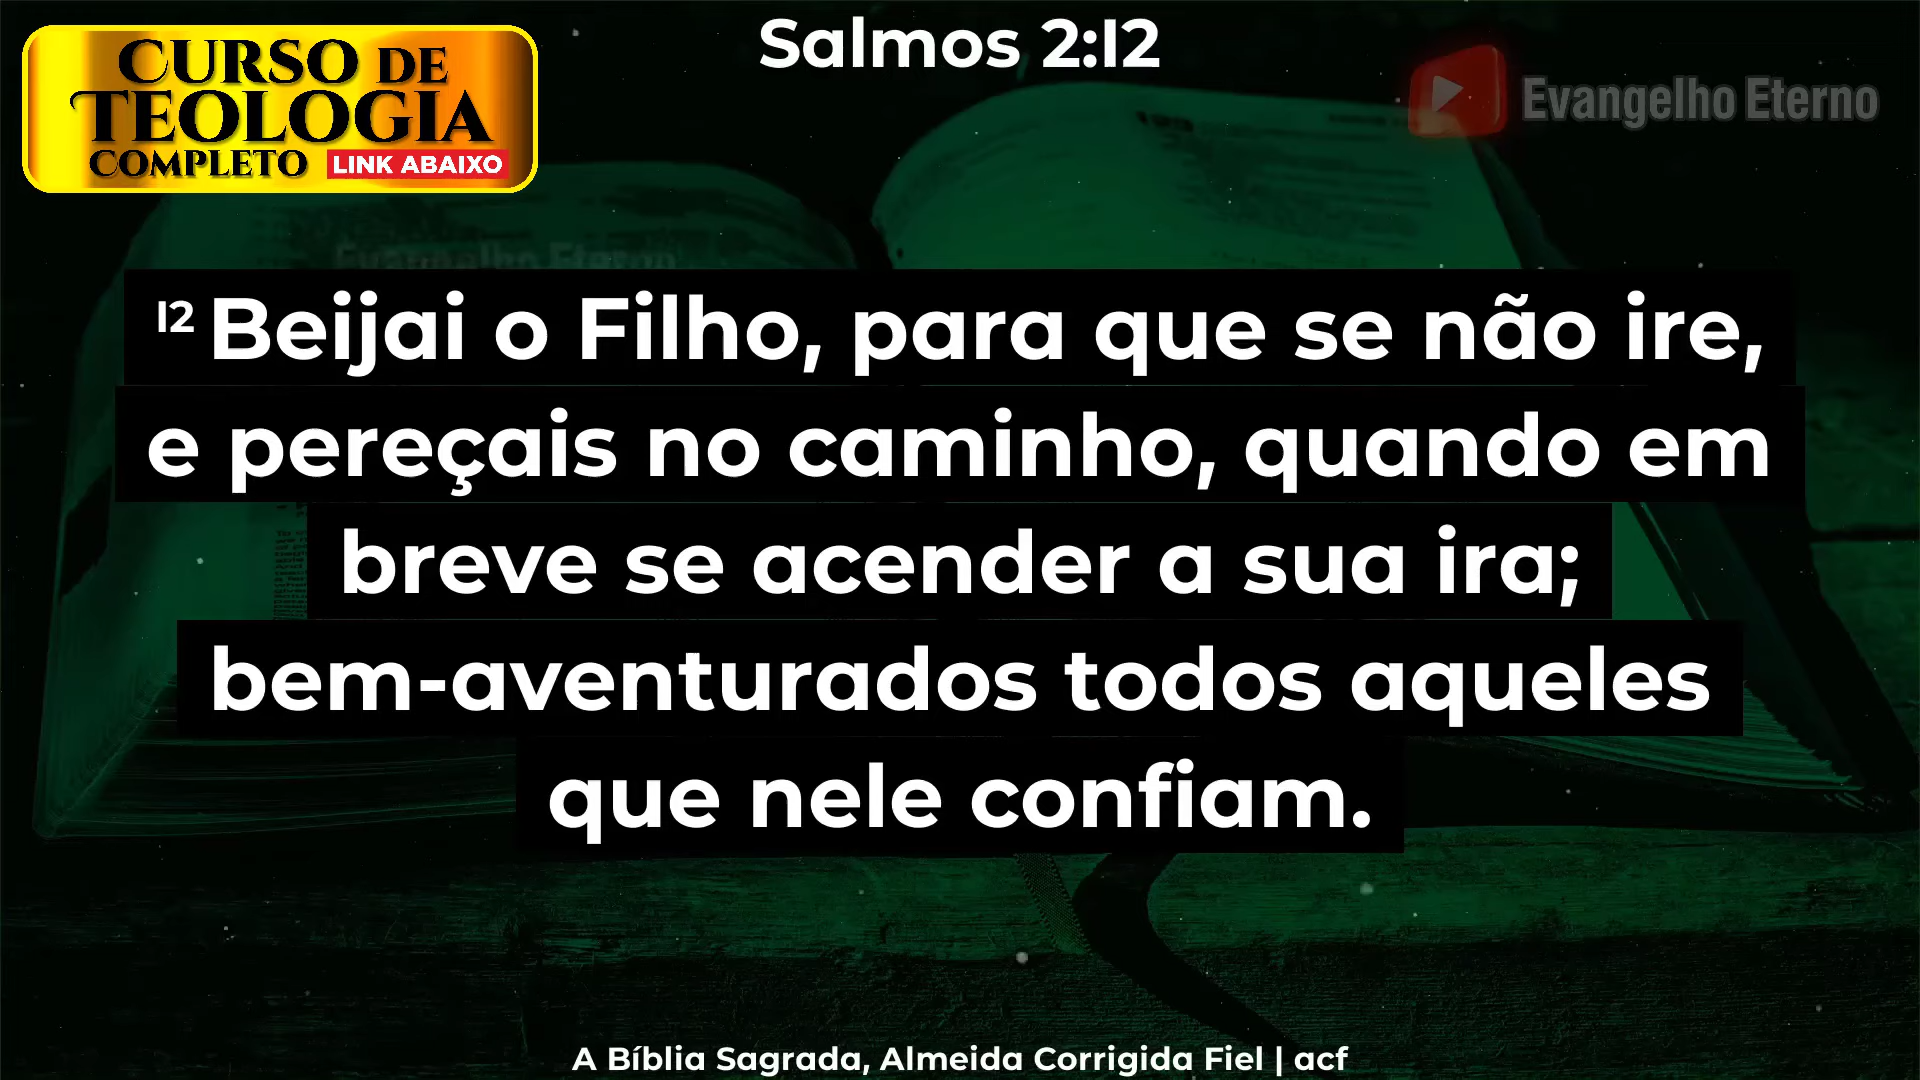 Salmos 2:12
CURSO DE
TEOLOGIA
COMPLETO LINK ABAIXO
Evangelho Eterno
Evangelho Eterno
12 Beijai o Filho, para que se não ire,
e pereçais no caminho, quando em
breve se acender a sua ira;
bem-aventurados todos aqueles
que nele confiam.
A Bíblia Sagrada, Almeida Corrigida Fiel | acf